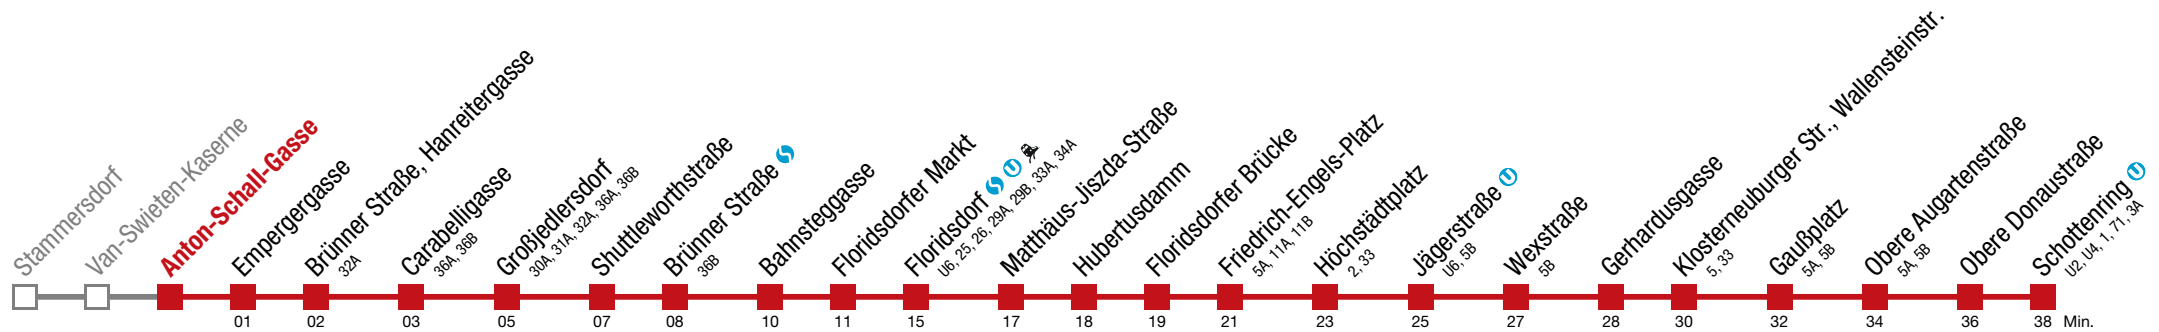 Stammersdorf
Van-Swieten-Kaserne
Anton-Schall-Gasse
Empergergasse
Brünner Straße, Hanreitergasse
32A
Carabelligasse
36A, 36B
Großjedlersdorf
30A, 31A, 32A, 36A, 36B
Shuttleworthstraße
Brünner Straße S
36B
Bahnsteggasse
Floridsdorfer Markt
Floridsdorf S U
U6, 25, 26, 29A, 29B, 33A, 34A
Matthäus-Jiszda-Straße
Hubertusdamm
Floridsdorfer Brücke
Friedrich-Engels-Platz
5A, 11A, 11B
Höchstädtplatz
2, 33
Jägerstraße U
U6, 5B
Wexstraße
5B
Gerhardusgasse
Klosterneuburger Str., Wallensteinstr.
5, 33
Gaußplatz
5A, 5B
Obere Augartenstraße
5A, 5B
Obere Donaustraße
Schottenring U
U2, U4, 1, 71, 3A
01 02 03 05 07 08 10 11 15 17 18 19 21 23 25 27 28 30 32 34 36 38 Min.